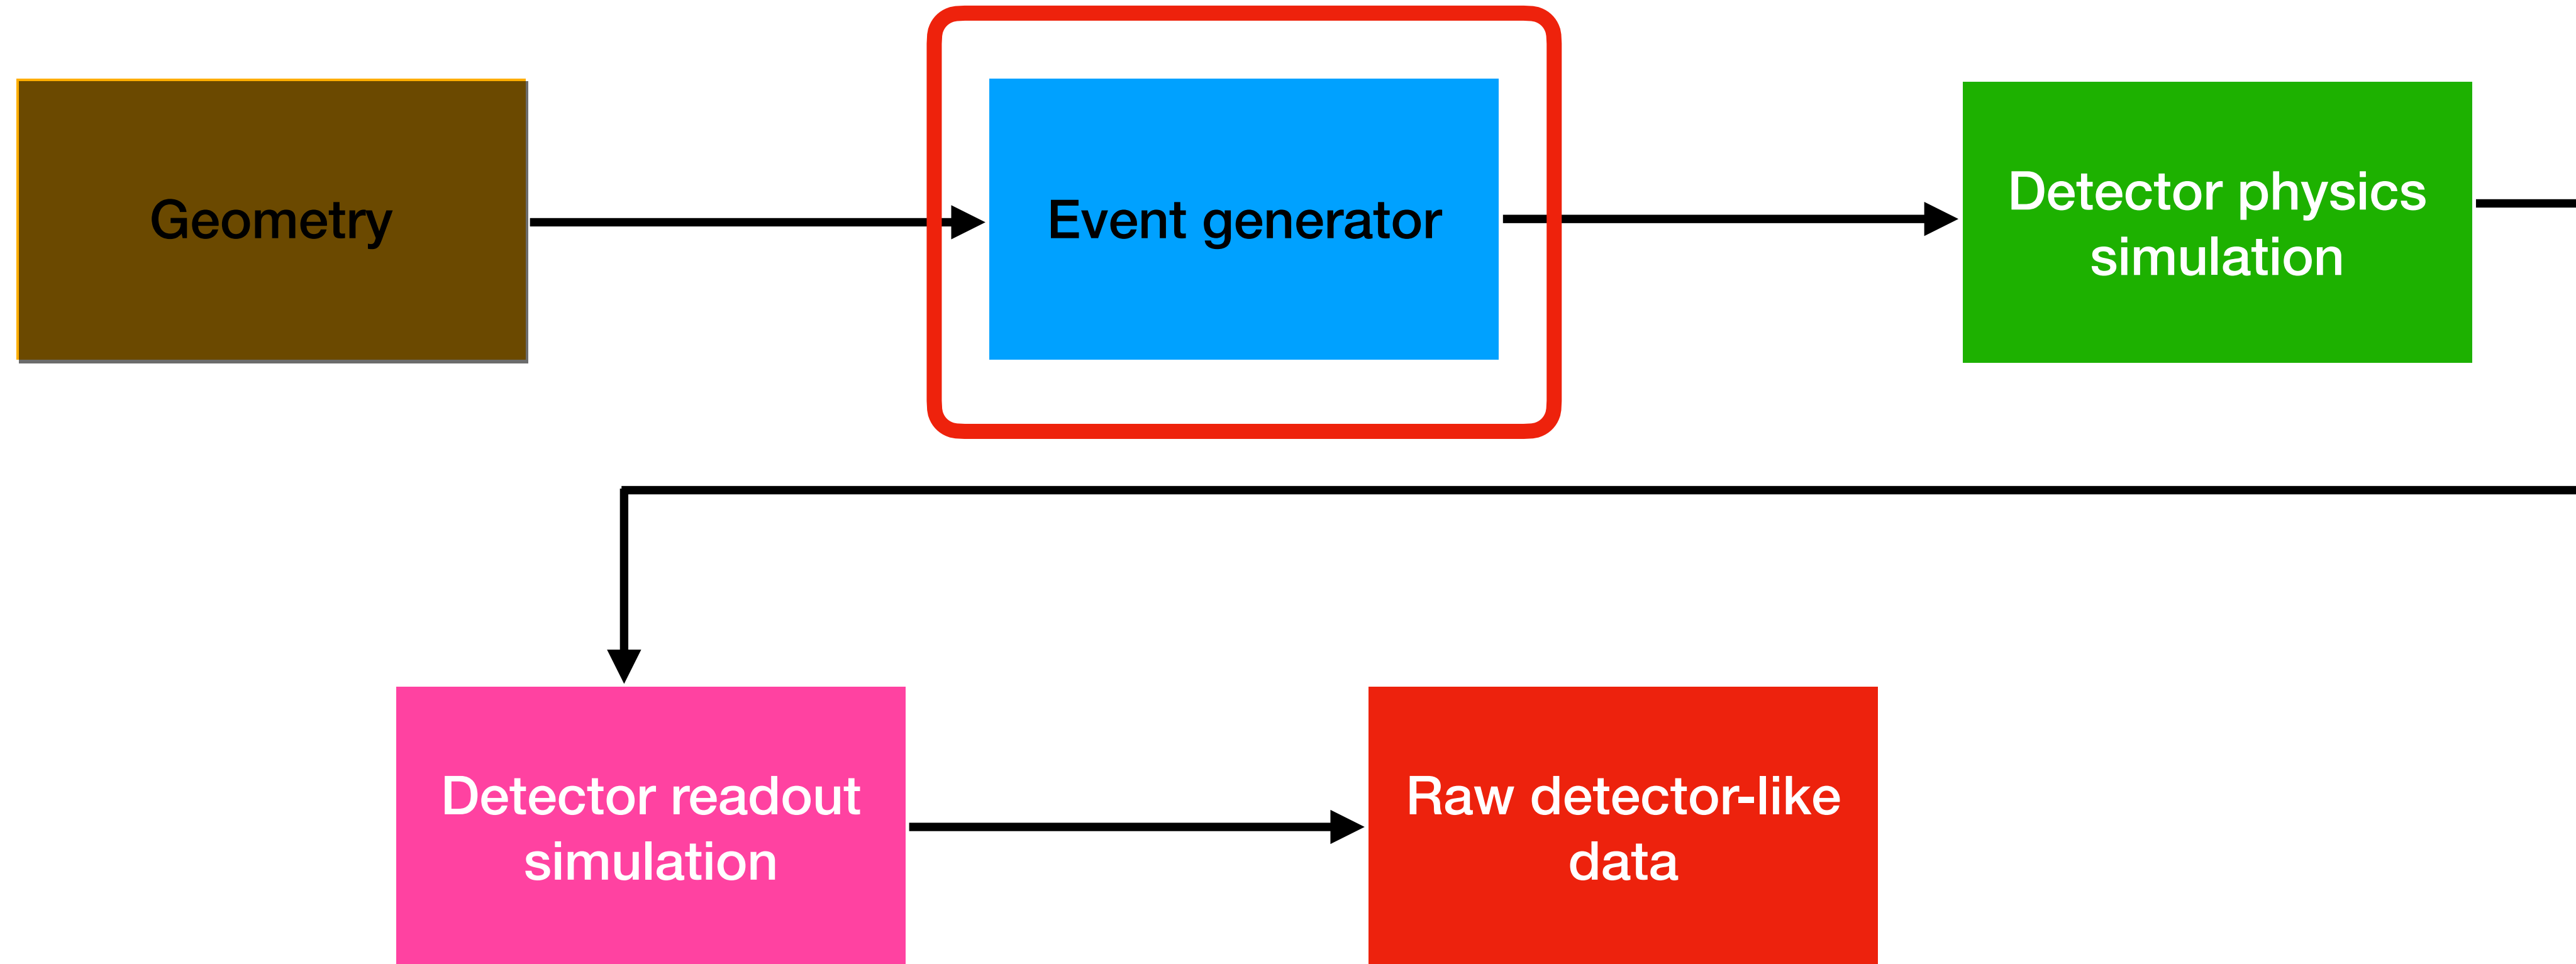 Geometry
Event generator
Detector physics
simulation
Detector readout
simulation
Raw detector-like
data